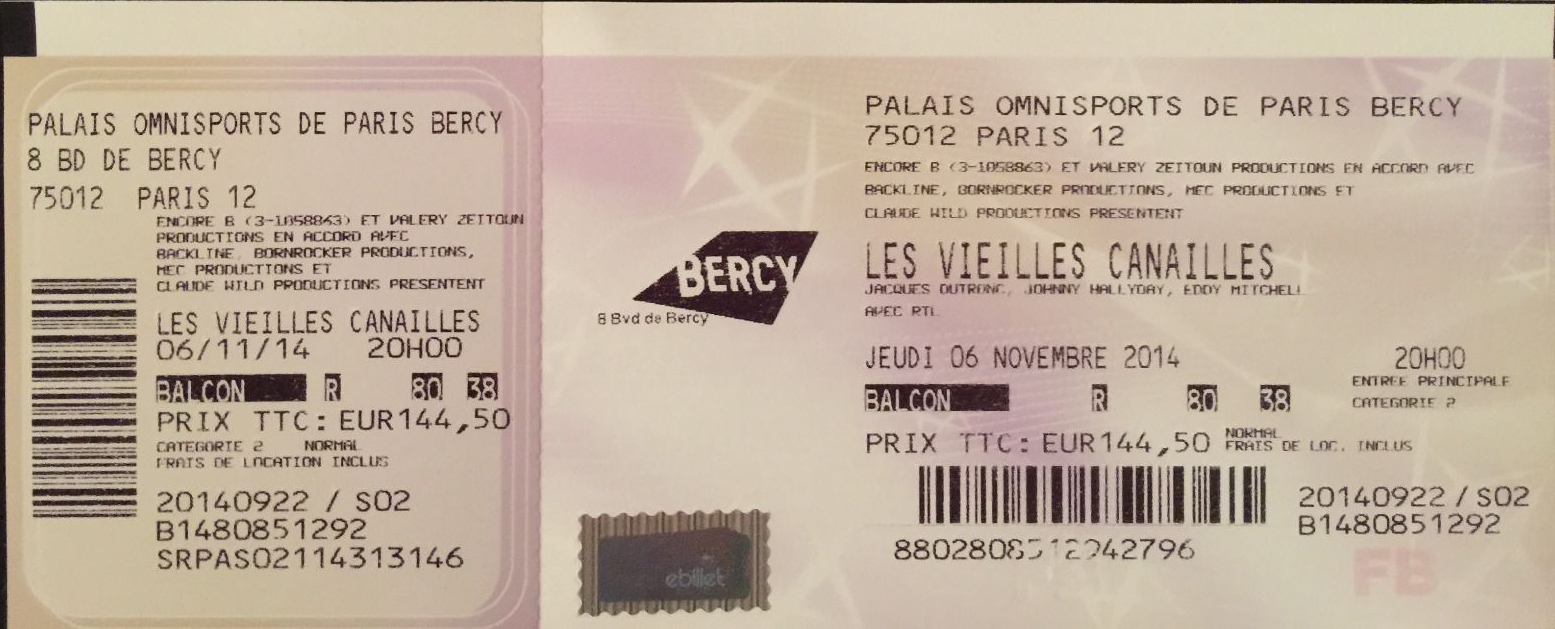 PALAIS OMNISPORTS DE PARIS BERCY
8 BD DE BERCY
75012 PARIS 12
ENCORE B (3-1058863) ET VALERY ZEITOUN
PRODUCTIONS EN ACCORD AVEC
BACKLINE, BORNROCKER PRODUCTIONS,
MEC PRODUCTIONS ET
CLAUDE WILD PRODUCTIONS PRESENTENT
LES VIEILLES CANAILLES
06/11/14 20H00
BALCON R 80 38
PRIX TTC: EUR144,50
CATEGORIE 2 NORMAL
FRAIS DE LOCATION INCLUS
20140922 / S02
B1480851292
SRPAS02114313146
BERCY
8 Bvd de Bercy
ebillet
PALAIS OMNISPORTS DE PARIS BERCY
75012 PARIS 12
ENCORE B (3-1058863) ET VALERY ZEITOUN PRODUCTIONS EN ACCORD AVEC
BACKLINE, BORNROCKER PRODUCTIONS, MEC PRODUCTIONS ET
CLAUDE WILD PRODUCTIONS PRESENTENT
LES VIEILLES CANAILLES
JACQUES DUTRONC, JOHNNY HALLYDAY, EDDY MITCHELL
AVEC RTL
JEUDI 06 NOVEMBRE 2014 20H00
ENTREE PRINCIPALE
BALCON R 80 38
CATEGORIE 2
PRIX TTC: EUR144,50 NORMAL
FRAIS DE LOC. INCLUS
20140922 / S02
B1480851292
8802808512942796
FB